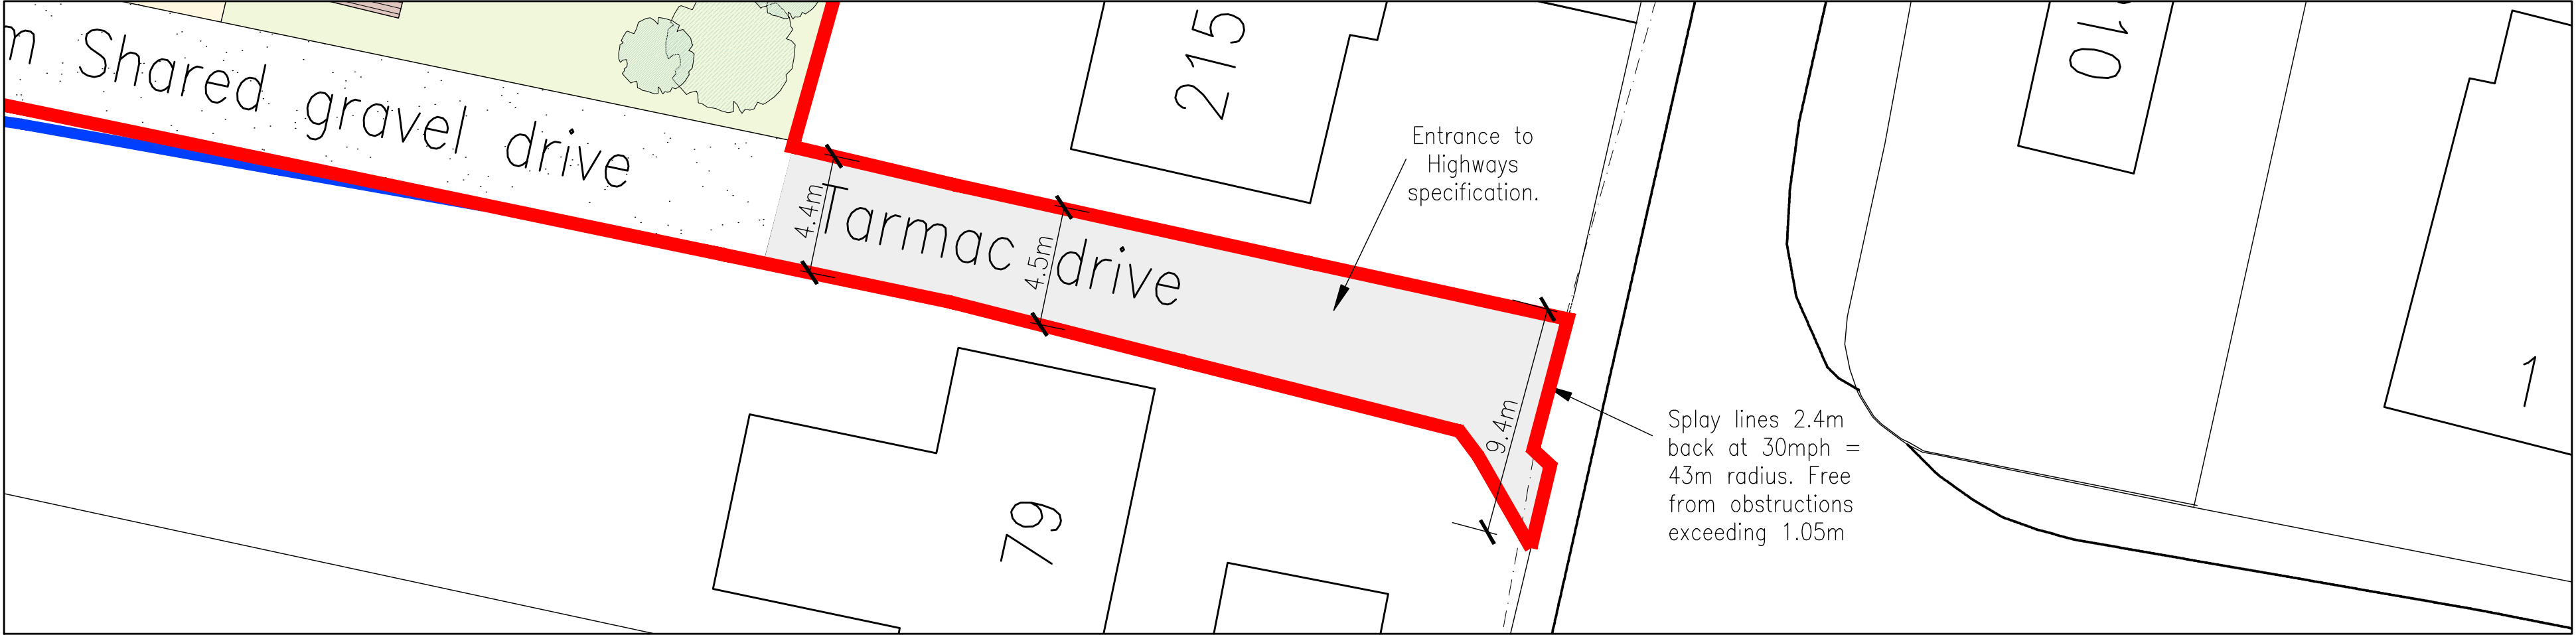 m Shared gravel drive
Tarmac drive
4.4m
4.5m
9.4m
215
79
110
1
Entrance to
Highways
specification.
Splay lines 2.4m
back at 30mph =
43m radius. Free
from obstructions
exceeding 1.05m